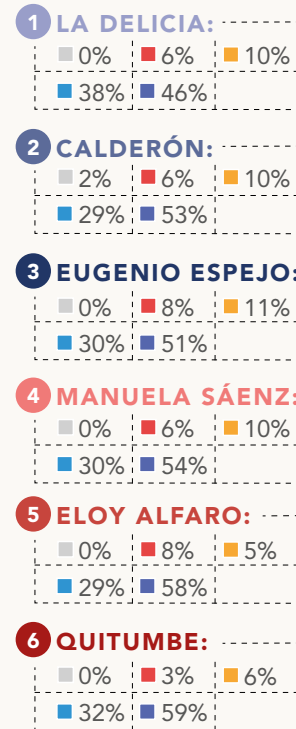 1 LA DELICIA:
0% 6% 10%
38% 46%
2 CALDERÓN:
2% 6% 10%
29% 53%
3 EUGENIO ESPEJO:
0% 8% 11%
30% 51%
4 MANUELA SÁENZ:
0% 6% 10%
30% 54%
5 ELOY ALFARO:
0% 8% 5%
29% 58%
6 QUITUMBE:
0% 3% 6%
32% 59%